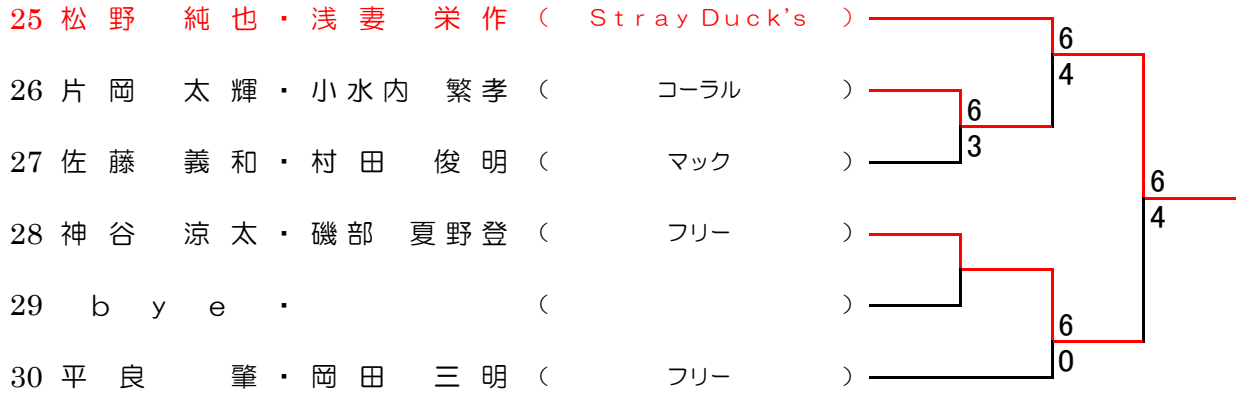 25 松野 純也・浅妻 栄作 ( Stray Duck's )
6
4
26 片岡 太輝・小水内 繁孝 ( コーラル )
6
3
27 佐藤 義和・村田 俊明 ( マック )
6
4
28 神谷 涼太・磯部 夏野登 ( フリー )
29 bye・ ( )
6
0
30 平良 肇・岡田 三明 ( フリー )